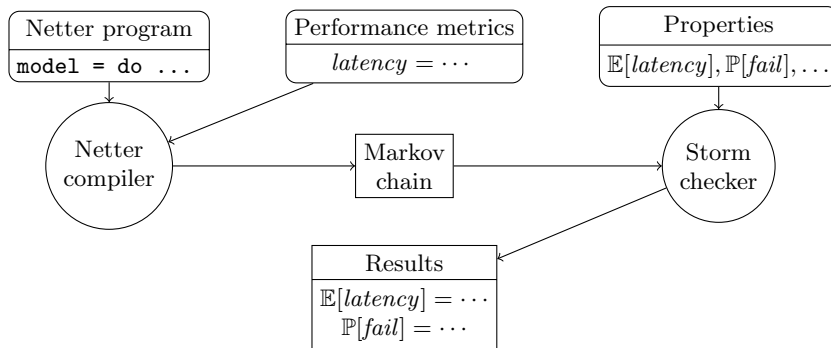 Netter program
model = do ...
Performance metrics
latency = ⋯
Properties
𝔼[latency], ℙ[fail], …
Netter
compiler
Markov
chain
Storm
checker
Results
𝔼[latency] = ⋯
ℙ[fail] = ⋯